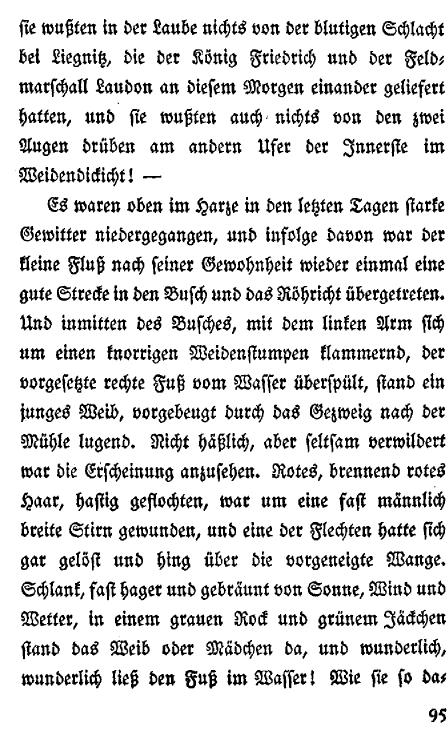 sie wußten in der Laube nichts von der blutigen Schlacht
bei Liegnitz, die der König Friedrich und der Feld-
marschall Laudon an diesem Morgen einander geliefert
hatten, und sie wußten auch nichts von den zwei
Augen drüben am andern Ufer der Innerste im
Weidendickicht! —
Es waren oben im Harze in den letzten Tagen starke
Gewitter niedergegangen, und infolge davon war der
kleine Fluß nach seiner Gewohnheit wieder einmal eine
gute Strecke in den Busch und das Röhricht übergetreten.
Und inmitten des Busches, mit dem linken Arm sich
um einen knorrigen Weidenstumpen klammernd, der
vorgesetzte rechte Fuß vom Wasser überspült, stand ein
junges Weib, vorgebeugt durch das Gezweig nach der
Mühle lugend. Nicht häßlich, aber seltsam verwildert
war die Erscheinung anzusehen. Rotes, brennend rotes
Haar, hastig geflochten, war um eine fast männlich
breite Stirn gewunden, und eine der Flechten hatte sich
gar gelöst und hing über die vorgeneigte Wange.
Schlank, fast hager und gebräunt von Sonne, Wind und
Wetter, in einem grauen Rock und grünem Jäckchen
stand das Weib oder Mädchen da, und wunderlich,
wunderlich ließ den Fuß im Wasser! Wie sie so da-
95